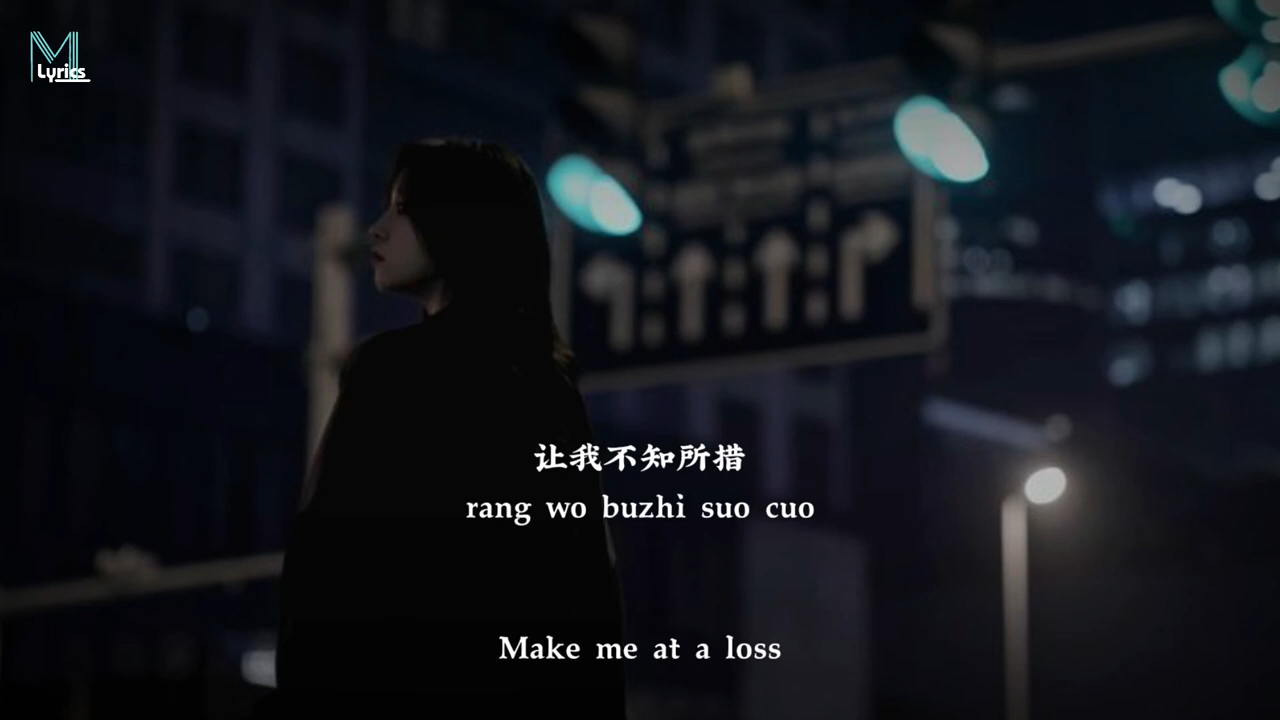 M
Lyrics
让我不知所措
rang wo buzhi suo cuo
Make me at a loss